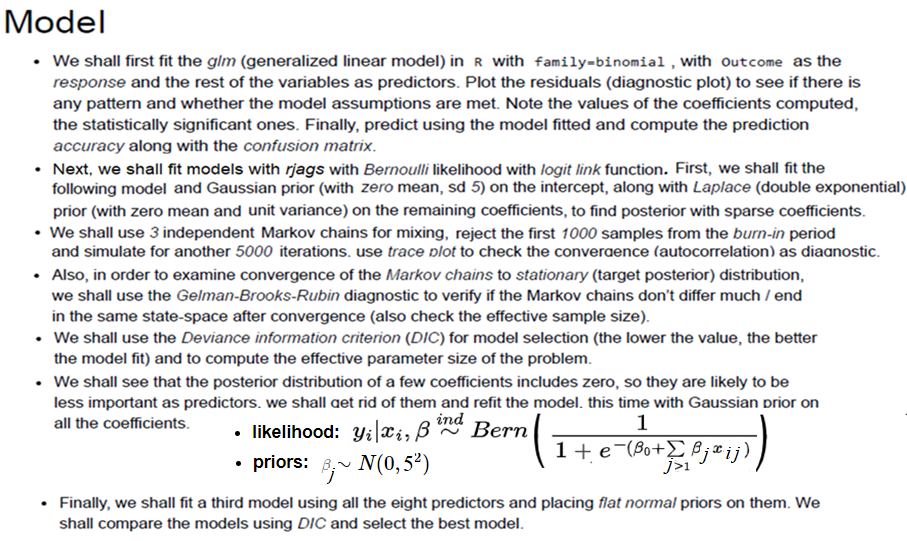 Model
• We shall first fit the glm (generalized linear model) in R with family=binomial , with Outcome as the
response and the rest of the variables as predictors. Plot the residuals (diagnostic plot) to see if there is
any pattern and whether the model assumptions are met. Note the values of the coefficients computed,
the statistically significant ones. Finally, predict using the model fitted and compute the prediction
accuracy along with the confusion matrix.
• Next, we shall fit models with rjags with Bernoulli likelihood with logit link function. First, we shall fit the
following model and Gaussian prior (with zero mean, sd 5) on the intercept, along with Laplace (double exponential)
prior (with zero mean and unit variance) on the remaining coefficients, to find posterior with sparse coefficients.
• We shall use 3 independent Markov chains for mixing, reject the first 1000 samples from the burn-in period
and simulate for another 5000 iterations. use trace plot to check the convergence (autocorrelation) as diagnostic.
• Also, in order to examine convergence of the Markov chains to stationary (target posterior) distribution,
we shall use the Gelman-Brooks-Rubin diagnostic to verify if the Markov chains don't differ much / end
in the same state-space after convergence (also check the effective sample size).
• We shall use the Deviance information criterion (DIC) for model selection (the lower the value, the better
the model fit) and to compute the effective parameter size of the problem.
• We shall see that the posterior distribution of a few coefficients includes zero, so they are likely to be
less important as predictors. we shall get rid of them and refit the model, this time with Gaussian prior on
all the coefficients.
• likelihood: y_i|x_i, β ~^{ind} Bern(1 / (1 + e^{-(β_0+∑_{j>1} β_j x_{ij})}))
• priors: β_j ~ N(0, 5²)
• Finally, we shall fit a third model using all the eight predictors and placing flat normal priors on them. We
shall compare the models using DIC and select the best model.